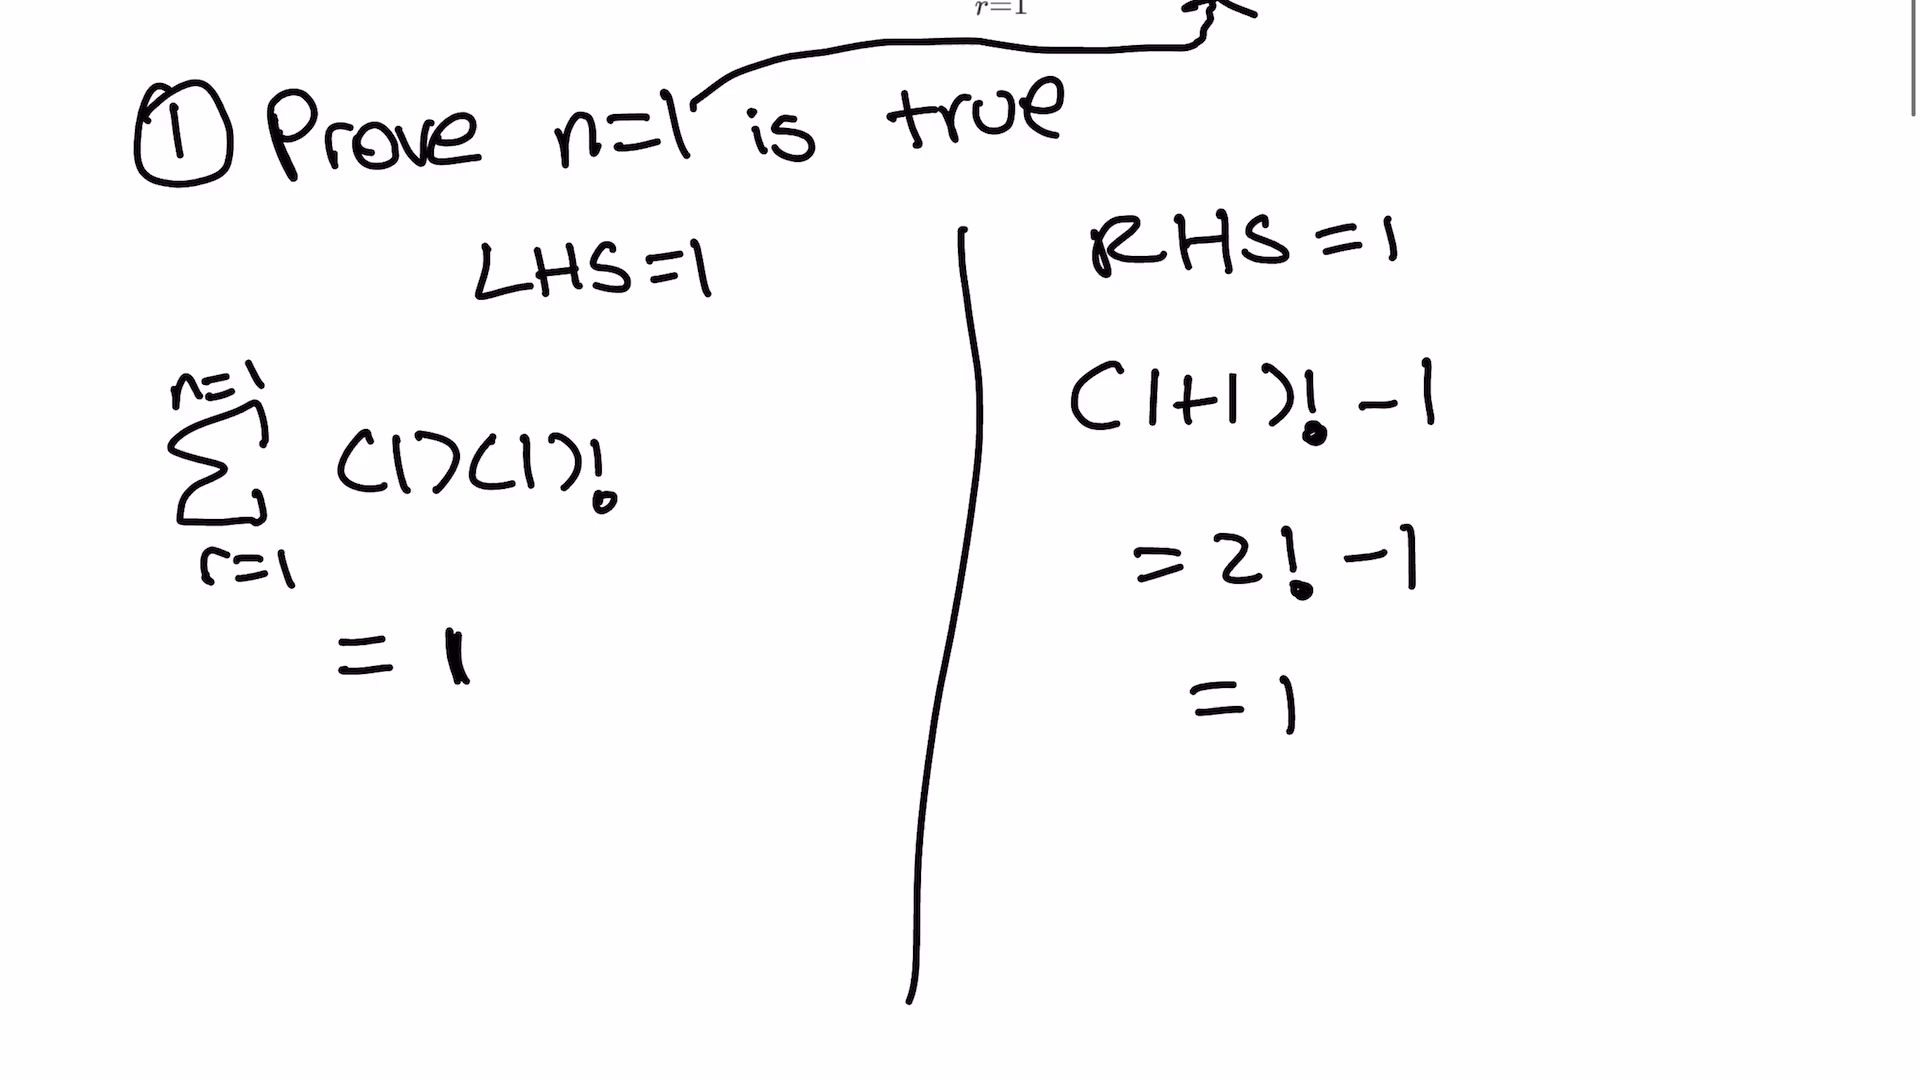 r=1
① Prove n=1 is true
LHS=1
n=1
∑ (1)(1)!
r=1
= 1
RHS=1
(1+1)! - 1
= 2! - 1
= 1